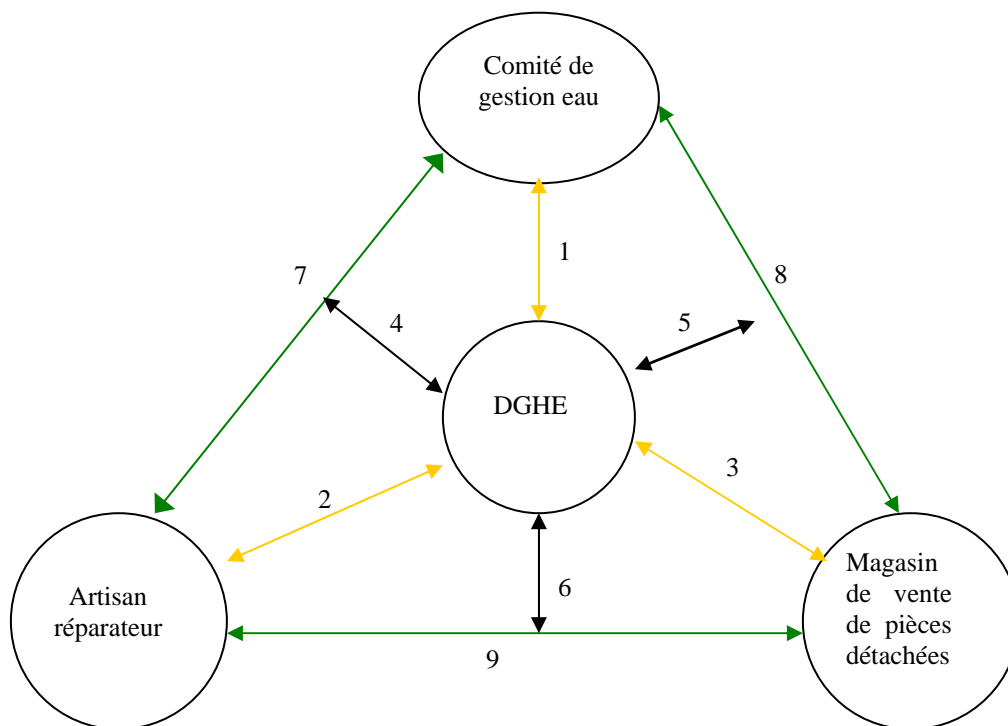 Comité de
gestion eau
1
7
8
4
5
DGHE
3
2
Magasin
de vente
de pièces
détachées
6
Artisan
réparateur
9